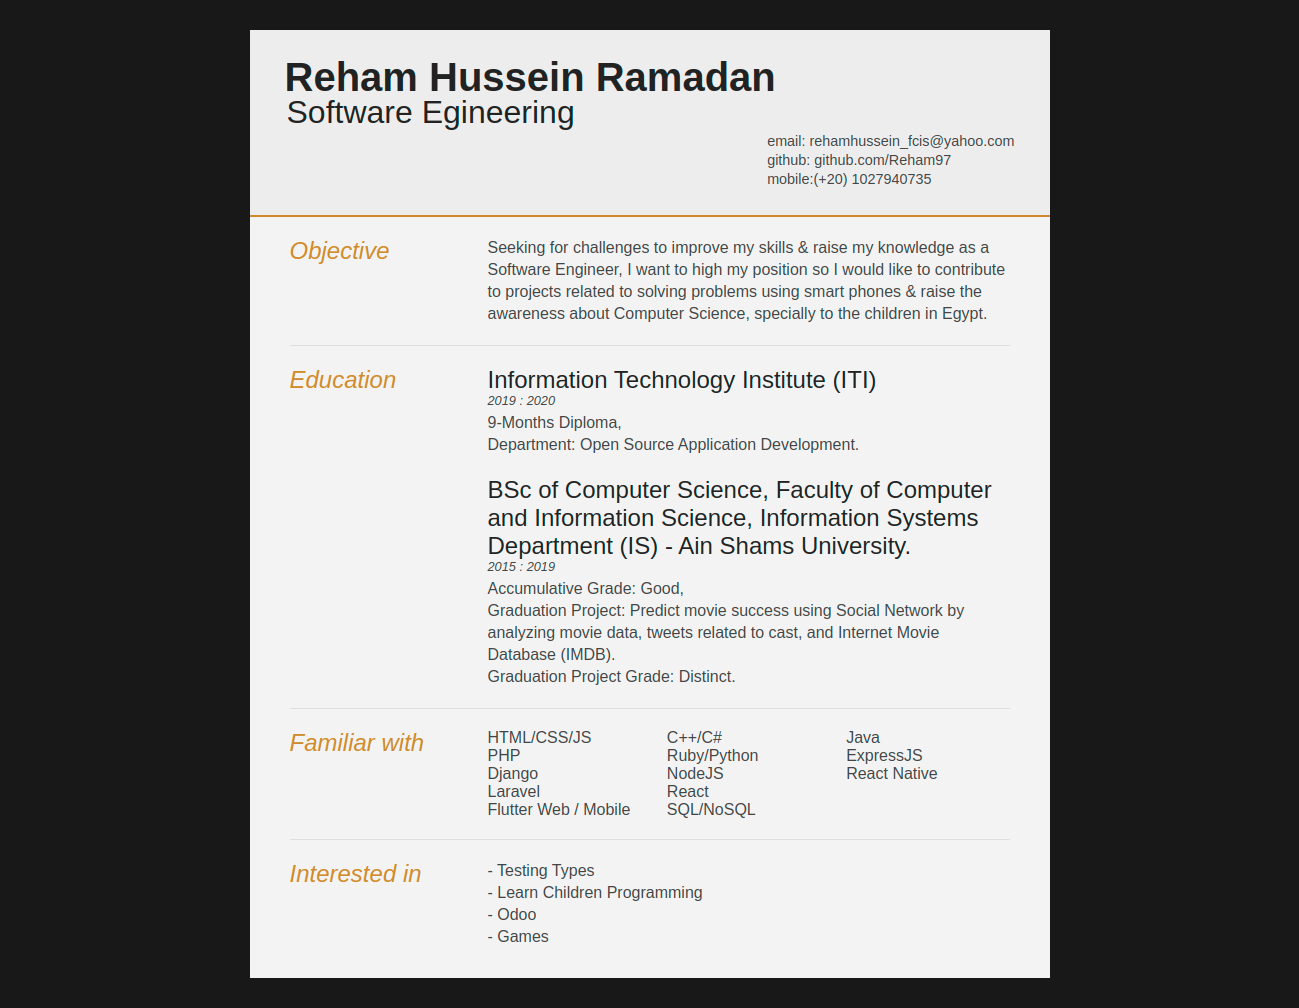 Reham Hussein Ramadan
Software Egineering
email: rehamhussein_fcis@yahoo.com
github: github.com/Reham97
mobile:(+20) 1027940735
Objective
Seeking for challenges to improve my skills & raise my knowledge as a
Software Engineer, I want to high my position so I would like to contribute
to projects related to solving problems using smart phones & raise the
awareness about Computer Science, specially to the children in Egypt.
Education
Information Technology Institute (ITI)
2019 : 2020
9-Months Diploma,
Department: Open Source Application Development.
BSc of Computer Science, Faculty of Computer
and Information Science, Information Systems
Department (IS) - Ain Shams University.
2015 : 2019
Accumulative Grade: Good,
Graduation Project: Predict movie success using Social Network by
analyzing movie data, tweets related to cast, and Internet Movie
Database (IMDB).
Graduation Project Grade: Distinct.
Familiar with
HTML/CSS/JS
PHP
Django
Laravel
Flutter Web / Mobile
C++/C#
Ruby/Python
NodeJS
React
SQL/NoSQL
Java
ExpressJS
React Native
Interested in
- Testing Types
- Learn Children Programming
- Odoo
- Games